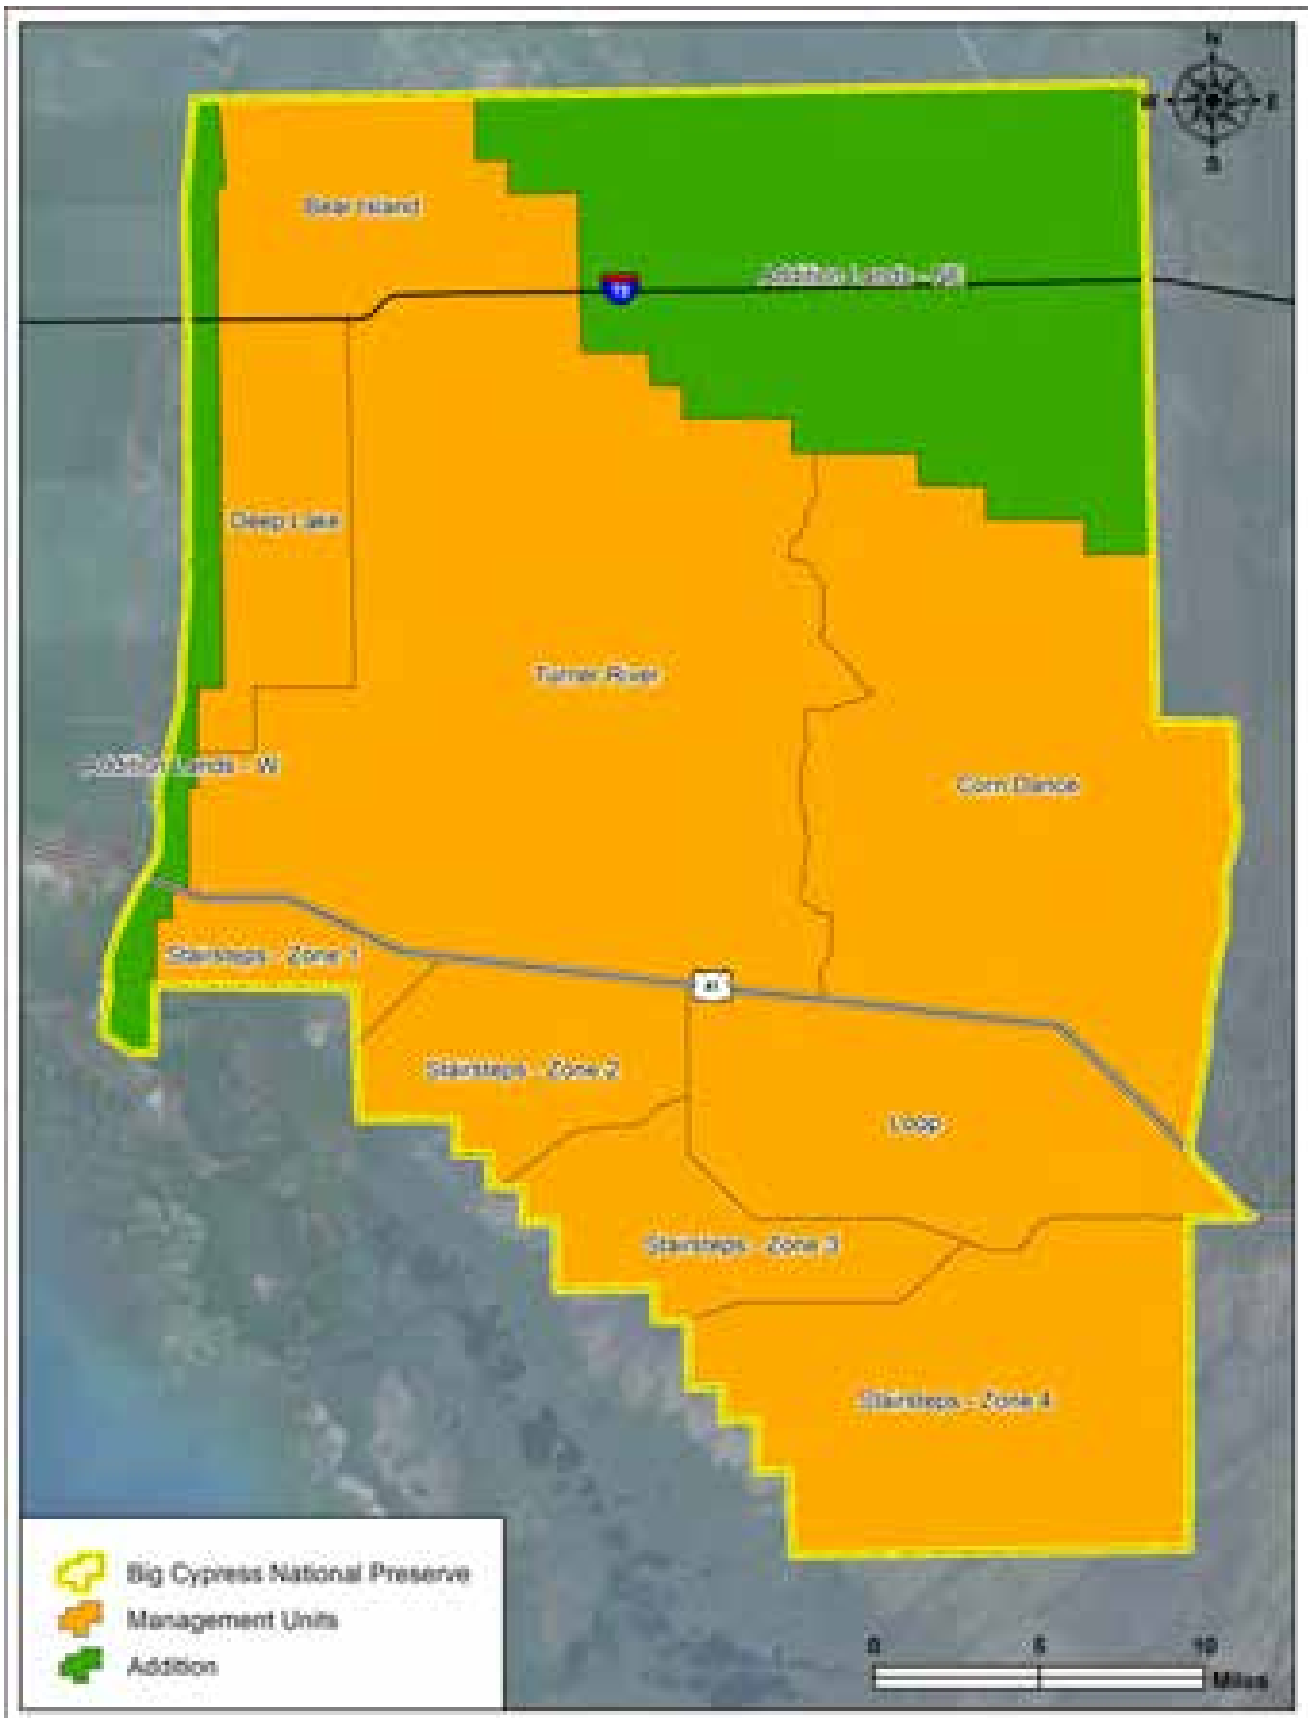 N
W E
S
Bear Island
Addition Lands - NE
75
Deep Lake
Turner River
Addition Lands - W
Corn Dance
Stairsteps - Zone 1
41
Stairsteps - Zone 2
Loop
Stairsteps - Zone 3
Stairsteps - Zone 4
Big Cypress National Preserve
Management Units
Addition
0 5 10
Miles